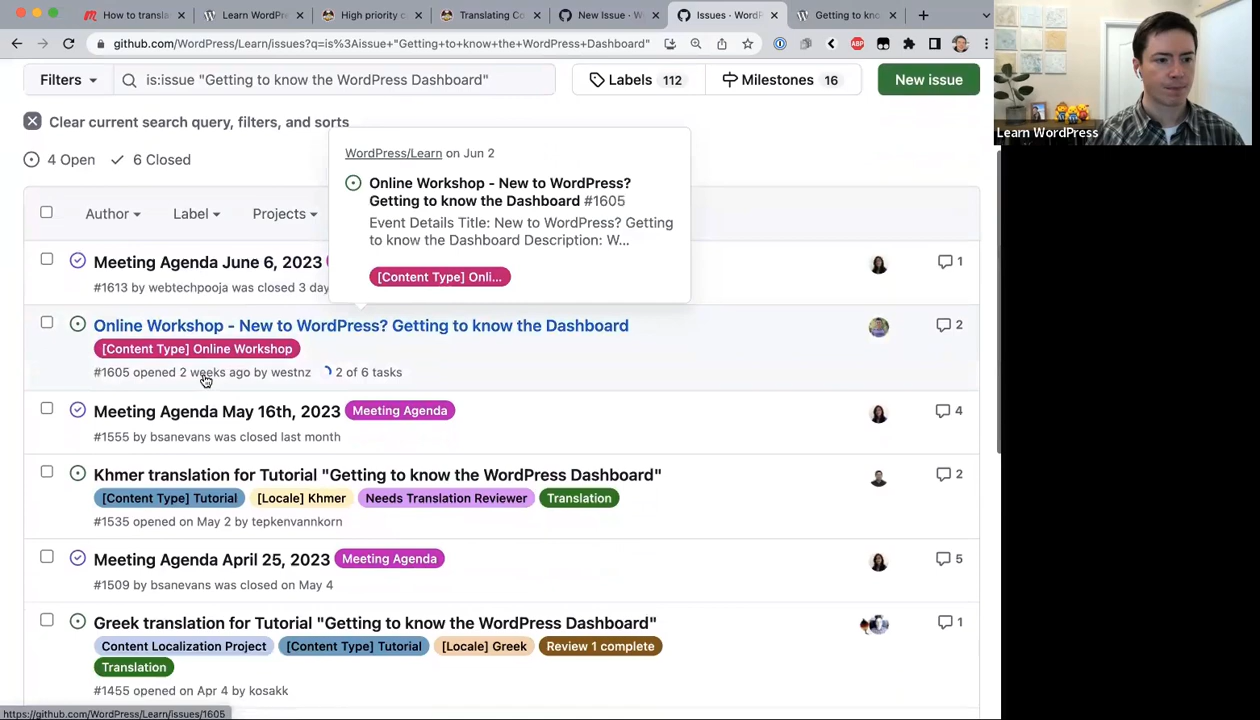 How to transla
Learn WordPre
High priority c
Translating Co
New Issue · W
Issues · WordP
Getting to kno
github.com/WordPress/Learn/issues?q=is%3Aissue+"Getting+to+know+the+WordPress+Dashboard"
Filters
is:issue "Getting to know the WordPress Dashboard"
Labels 112
Milestones 16
New issue
Learn WordPress
Clear current search query, filters, and sorts
4 Open 6 Closed
WordPress/Learn on Jun 2
Online Workshop - New to WordPress?
Getting to know the Dashboard #1605
Event Details Title: New to WordPress? Getting
to know the Dashboard Description: W...
[Content Type] Onli...
Author Label Projects
Meeting Agenda June 6, 2023
1
#1613 by webtechpooja was closed 3 day
Online Workshop - New to WordPress? Getting to know the Dashboard
2
[Content Type] Online Workshop
#1605 opened 2 weeks ago by westnz 2 of 6 tasks
Meeting Agenda May 16th, 2023 Meeting Agenda
4
#1555 by bsanevans was closed last month
Khmer translation for Tutorial "Getting to know the WordPress Dashboard"
2
[Content Type] Tutorial [Locale] Khmer Needs Translation Reviewer Translation
#1535 opened on May 2 by tepkenvannkorn
Meeting Agenda April 25, 2023 Meeting Agenda
5
#1509 by bsanevans was closed on May 4
Greek translation for Tutorial "Getting to know the WordPress Dashboard"
1
Content Localization Project [Content Type] Tutorial [Locale] Greek Review 1 complete
Translation
#1455 opened on Apr 4 by kosakk
https://github.com/WordPress/Learn/issues/1605